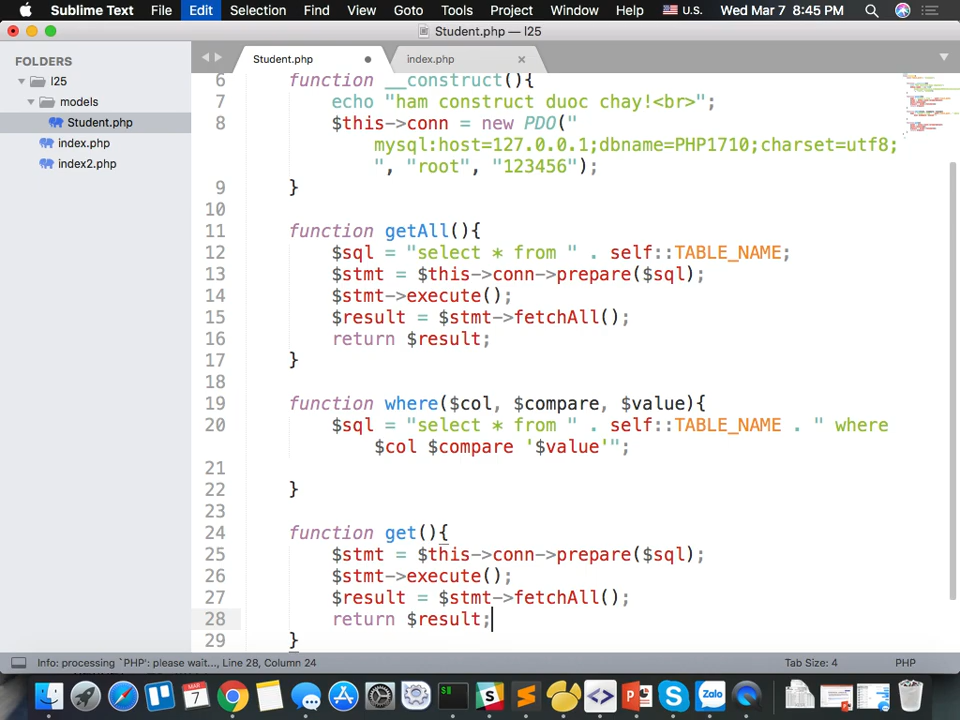 Sublime Text File Edit Selection Find View Goto Tools Project Window Help U.S. Wed Mar 7 8:45 PM
Student.php — l25
FOLDERS
l25
models
Student.php
index.php
index2.php
Student.php index.php
6 function __construct(){
7 echo "ham construct duoc chay!<br>";
8 $this->conn = new PDO("
mysql:host=127.0.0.1;dbname=PHP1710;charset=utf8;
", "root", "123456");
9 }
10
11 function getAll(){
12 $sql = "select * from " . self::TABLE_NAME;
13 $stmt = $this->conn->prepare($sql);
14 $stmt->execute();
15 $result = $stmt->fetchAll();
16 return $result;
17 }
18
19 function where($col, $compare, $value){
20 $sql = "select * from " . self::TABLE_NAME . " where
$col $compare '$value'";
21
22 }
23
24 function get(){
25 $stmt = $this->conn->prepare($sql);
26 $stmt->execute();
27 $result = $stmt->fetchAll();
28 return $result;
29 }
Info: processing `PHP': please wait..., Line 28, Column 24 Tab Size: 4 PHP
MAR
7
Zalo